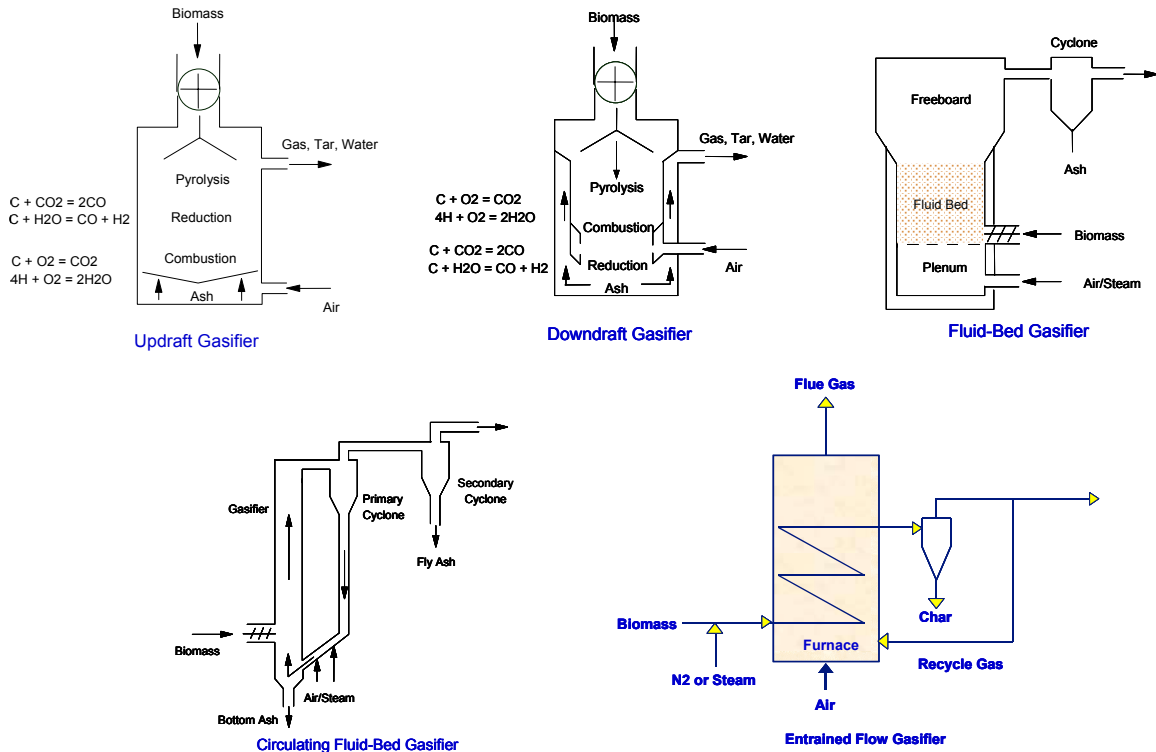 Biomass
Gas, Tar, Water
Pyrolysis
C + CO2 = 2CO
C + H2O = CO + H2
Reduction
C + O2 = CO2
4H + O2 = 2H2O
Combustion
Ash
Air
Updraft Gasifier
Biomass
Gas, Tar, Water
Pyrolysis
C + O2 = CO2
4H + O2 = 2H2O
Combustion
C + CO2 = 2CO
C + H2O = CO + H2
Reduction
Air
Ash
Downdraft Gasifier
Cyclone
Freeboard
Ash
Fluid Bed
Biomass
Plenum
Air/Steam
Fluid-Bed Gasifier
Gasifier
Primary
Cyclone
Secondary
Cyclone
Fly Ash
Biomass
Air/Steam
Bottom Ash
Circulating Fluid-Bed Gasifier
Flue Gas
Char
Biomass
Furnace
Recycle Gas
N2 or Steam
Air
Entrained Flow Gasifier